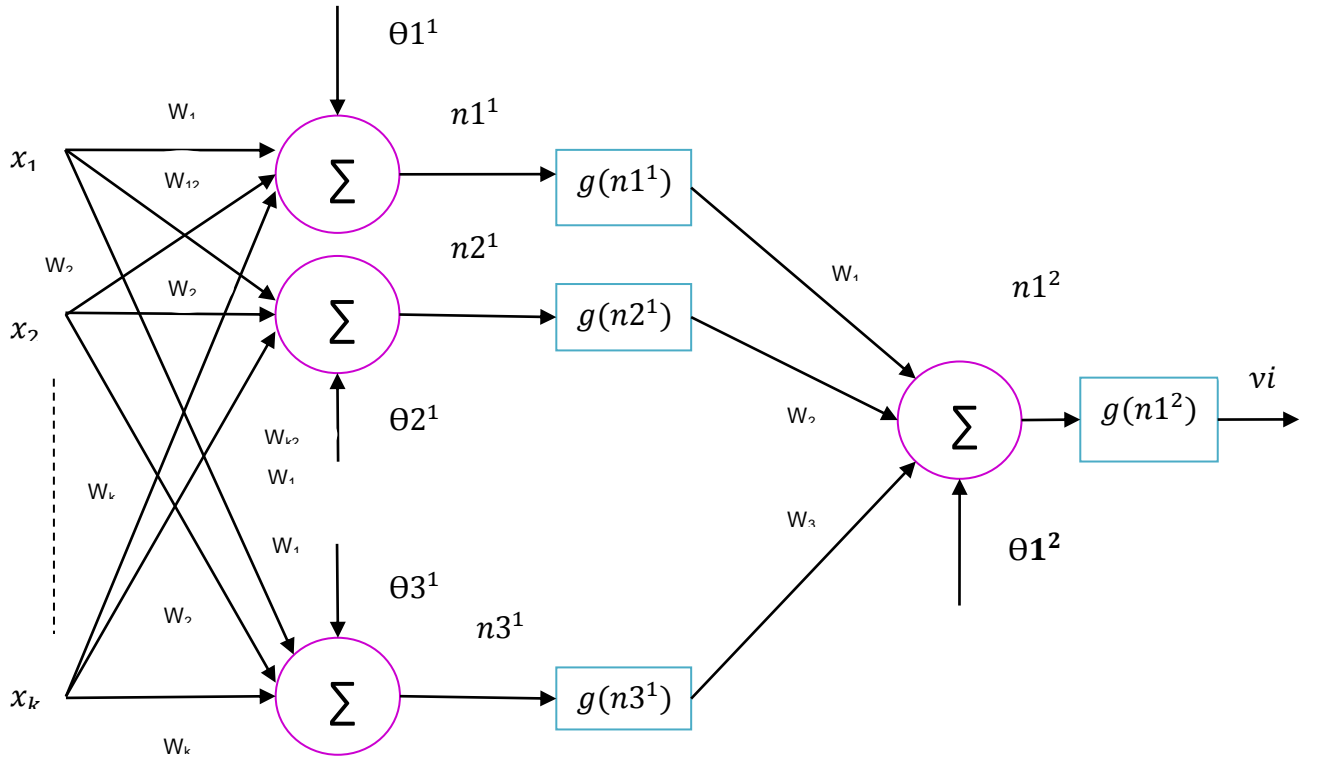 ϴ1¹
W₁
n1¹
x₁
∑
g(n1¹)
W₁₂
n2¹
W₂
W₂
W₁
n1²
x₂
∑
g(n2¹)
vi
ϴ2¹
W₂
∑
g(n1²)
Wₖ₂
W₁
Wₖ
W₃
W₁
ϴ1²
ϴ3¹
W₂
n3¹
xₖ
∑
g(n3¹)
Wₖ